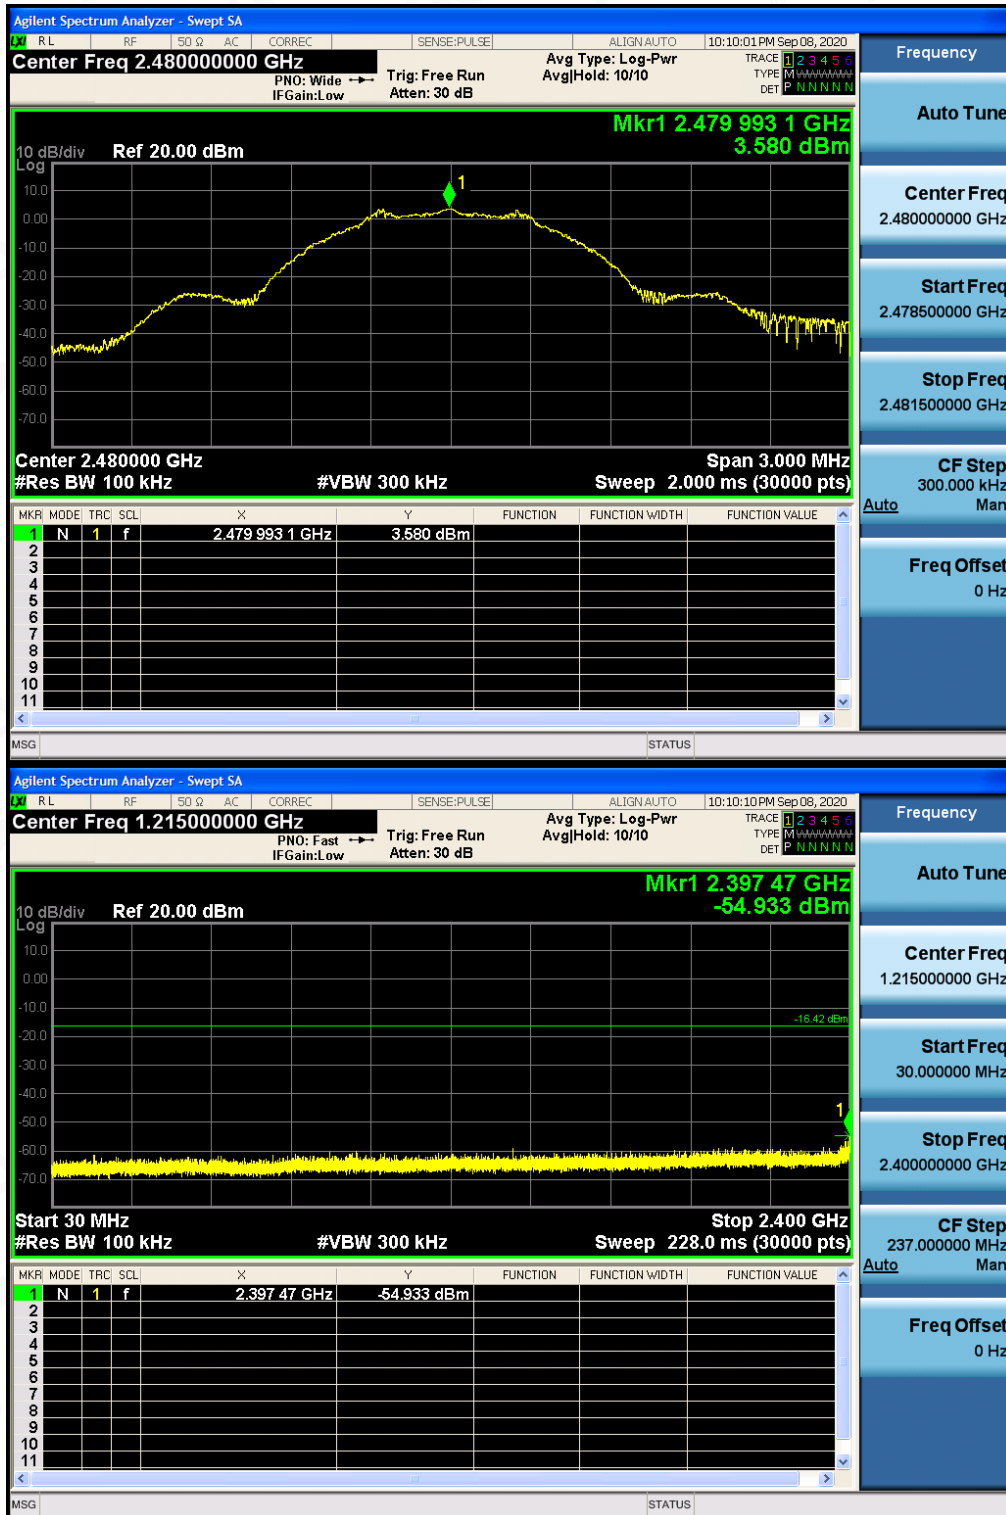 Agilent Spectrum Analyzer - Swept SA
LXI RL RF 50 Ω AC CORREC SENSE:PULSE ALIGN AUTO 10:10:01 PM Sep 08, 2020
Center Freq 2.480000000 GHz
PNO: Wide
IFGain:Low
Trig: Free Run
Atten: 30 dB
Avg Type: Log-Pwr
Avg|Hold: 10/10
TRACE 1 2 3 4 5 6
TYPE M WWWWW
DET P N N N N N
Mkr1 2.479 993 1 GHz
3.580 dBm
10 dB/div Ref 20.00 dBm
Log
10.0
0.00
-10.0
-20.0
-30.0
-40.0
-50.0
-60.0
-70.0
1
Center 2.480000 GHz Span 3.000 MHz
#Res BW 100 kHz #VBW 300 kHz Sweep 2.000 ms (30000 pts)
MKR MODE TRC SCL X Y FUNCTION FUNCTION WIDTH FUNCTION VALUE
1 N 1 f 2.479 993 1 GHz 3.580 dBm
2
3
4
5
6
7
8
9
10
11
MSG STATUS
Frequency
Auto Tune
Center Freq
2.480000000 GHz
Start Freq
2.478500000 GHz
Stop Freq
2.481500000 GHz
CF Step
300.000 kHz
Auto Man
Freq Offset
0 Hz
Agilent Spectrum Analyzer - Swept SA
LXI RL RF 50 Ω AC CORREC SENSE:PULSE ALIGN AUTO 10:10:10 PM Sep 08, 2020
Center Freq 1.215000000 GHz
PNO: Fast
IFGain:Low
Trig: Free Run
Atten: 30 dB
Avg Type: Log-Pwr
Avg|Hold: 10/10
TRACE 1 2 3 4 5 6
TYPE M WWWWW
DET P N N N N N
Mkr1 2.397 47 GHz
-54.933 dBm
10 dB/div Ref 20.00 dBm
Log
10.0
0.00
-10.0
-20.0
-30.0
-40.0
-50.0
-60.0
-70.0
-16.42 dBm
1
Start 30 MHz Stop 2.400 GHz
#Res BW 100 kHz #VBW 300 kHz Sweep 228.0 ms (30000 pts)
MKR MODE TRC SCL X Y FUNCTION FUNCTION WIDTH FUNCTION VALUE
1 N 1 f 2.397 47 GHz -54.933 dBm
2
3
4
5
6
7
8
9
10
11
MSG STATUS
Frequency
Auto Tune
Center Freq
1.215000000 GHz
Start Freq
30.000000 MHz
Stop Freq
2.400000000 GHz
CF Step
237.000000 MHz
Auto Man
Freq Offset
0 Hz